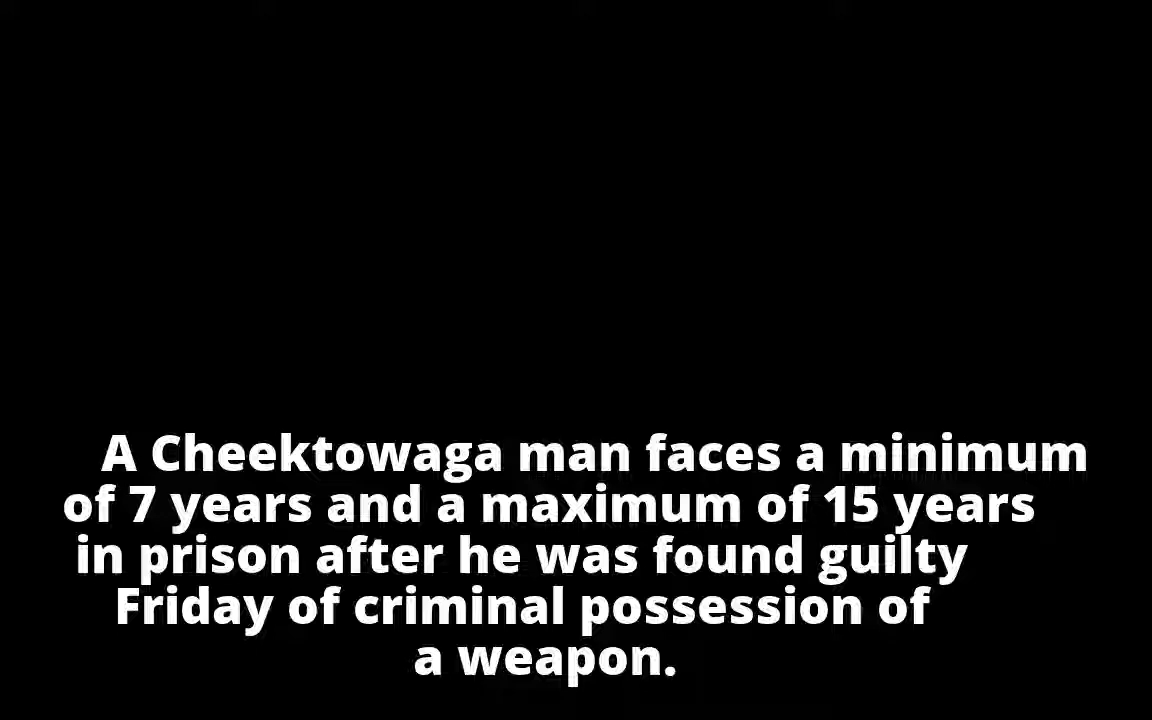 A Cheektowaga man faces a minimum
of 7 years and a maximum of 15 years
in prison after he was found guilty
Friday of criminal possession of
a weapon.